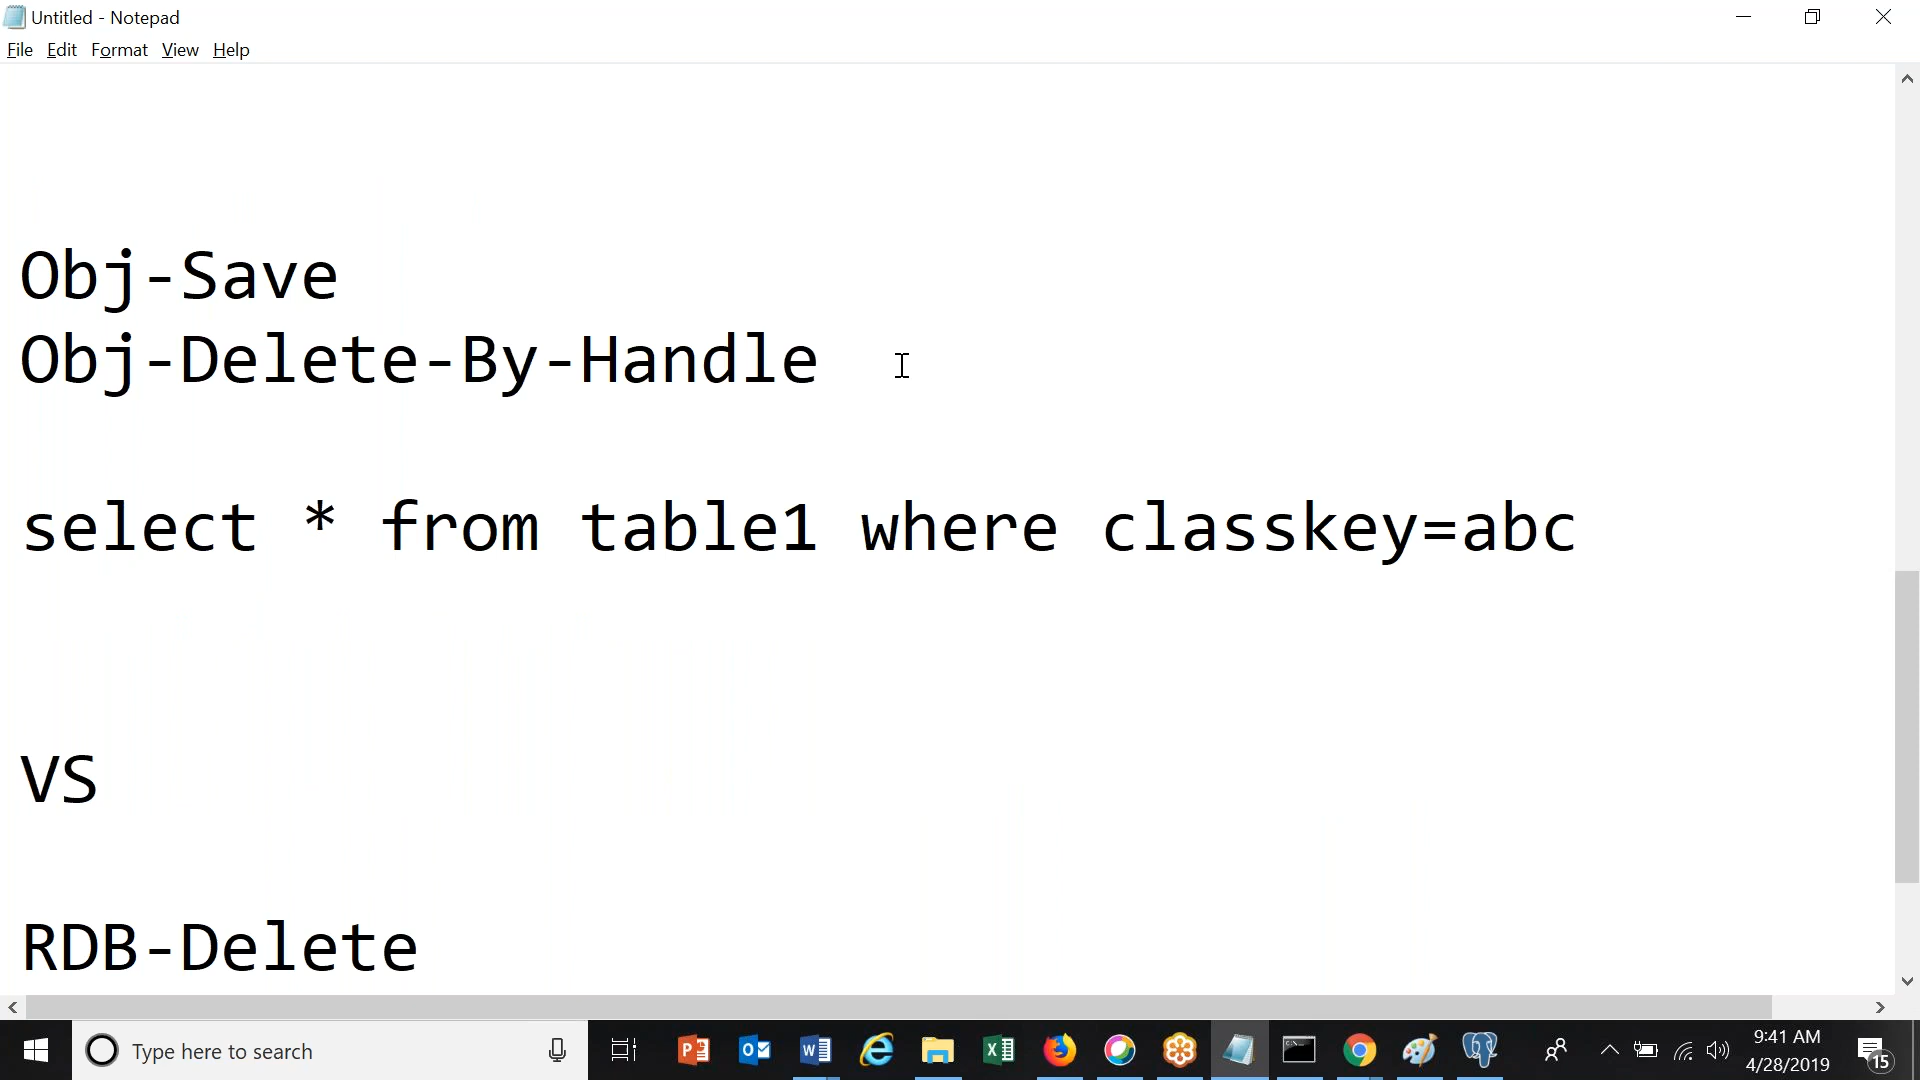 Untitled - Notepad
File Edit Format View Help
Obj-Save
Obj-Delete-By-Handle
select * from table1 where classkey=abc
VS
RDB-Delete
Type here to search
9:41 AM
4/28/2019
15